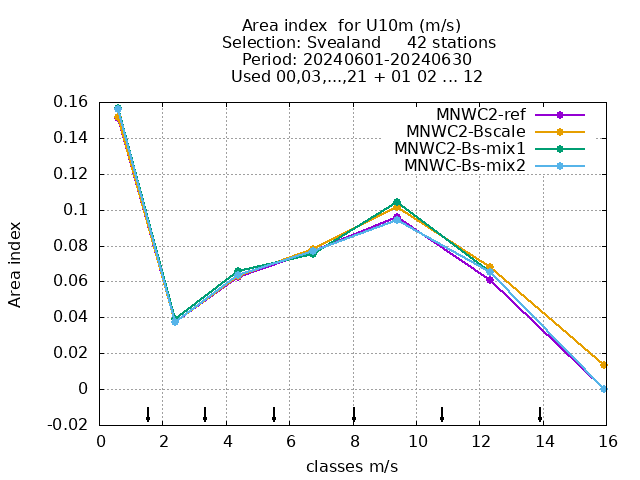 Area index  for U10m (m/s)
Selection: Svealand     42 stations
Period: 20240601-20240630
Used 00,03,...,21 + 01 02 ... 12
MNWC2-ref
MNWC2-Bscale
MNWC2-Bs-mix1
MNWC-Bs-mix2
0.16
0.14
0.12
0.1
0.08
0.06
0.04
0.02
0
-0.02
Area index
0 2 4 6 8 10 12 14 16
classes m/s